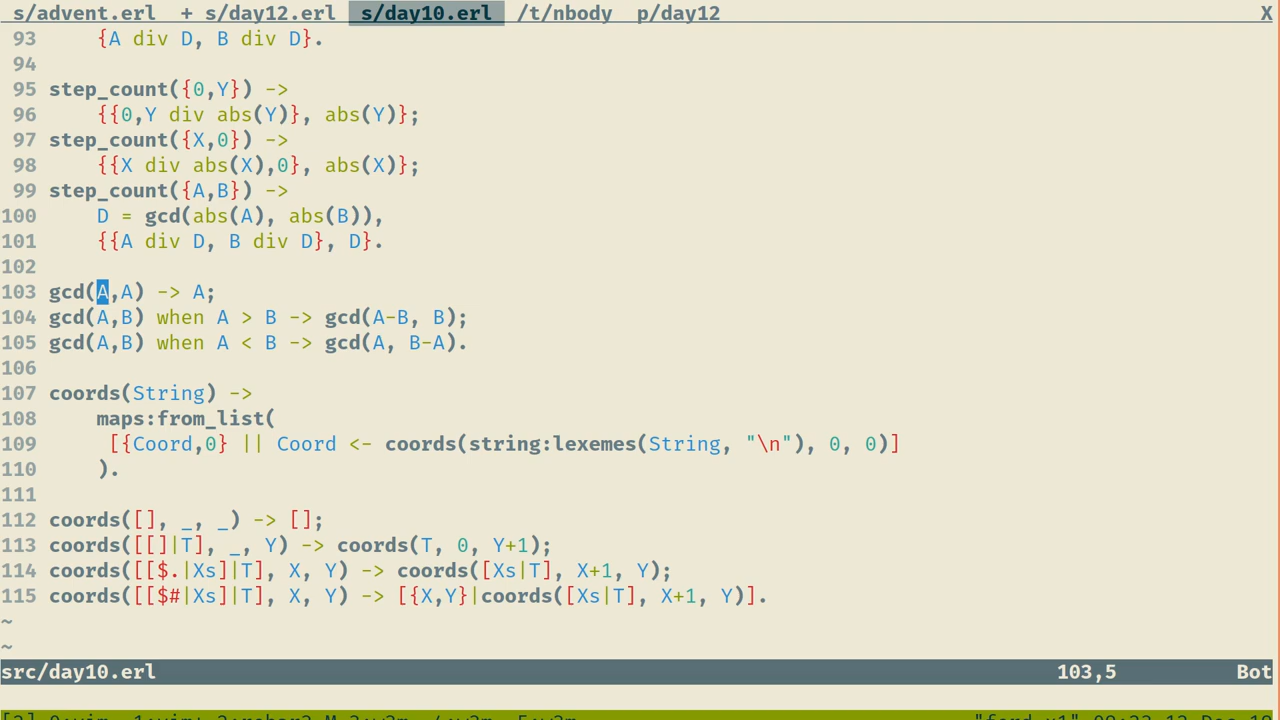 s/advent.erl + s/day12.erl s/day10.erl /t/nbody p/day12 X
93 {A div D, B div D}.
94
95 step_count({0,Y}) ->
96 {{0,Y div abs(Y)}, abs(Y)};
97 step_count({X,0}) ->
98 {{X div abs(X),0}, abs(X)};
99 step_count({A,B}) ->
100 D = gcd(abs(A), abs(B)),
101 {{A div D, B div D}, D}.
102
103 gcd(A,A) -> A;
104 gcd(A,B) when A > B -> gcd(A-B, B);
105 gcd(A,B) when A < B -> gcd(A, B-A).
106
107 coords(String) ->
108 maps:from_list(
109 [{Coord,0} || Coord <- coords(string:lexemes(String, "\n"), 0, 0)]
110 ).
111
112 coords([], _, _) -> [];
113 coords([[]|T], _, Y) -> coords(T, 0, Y+1);
114 coords([[$.|Xs]|T], X, Y) -> coords([Xs|T], X+1, Y);
115 coords([[$#|Xs]|T], X, Y) -> [{X,Y}|coords([Xs|T], X+1, Y)].
~
~
src/day10.erl 103,5 Bot